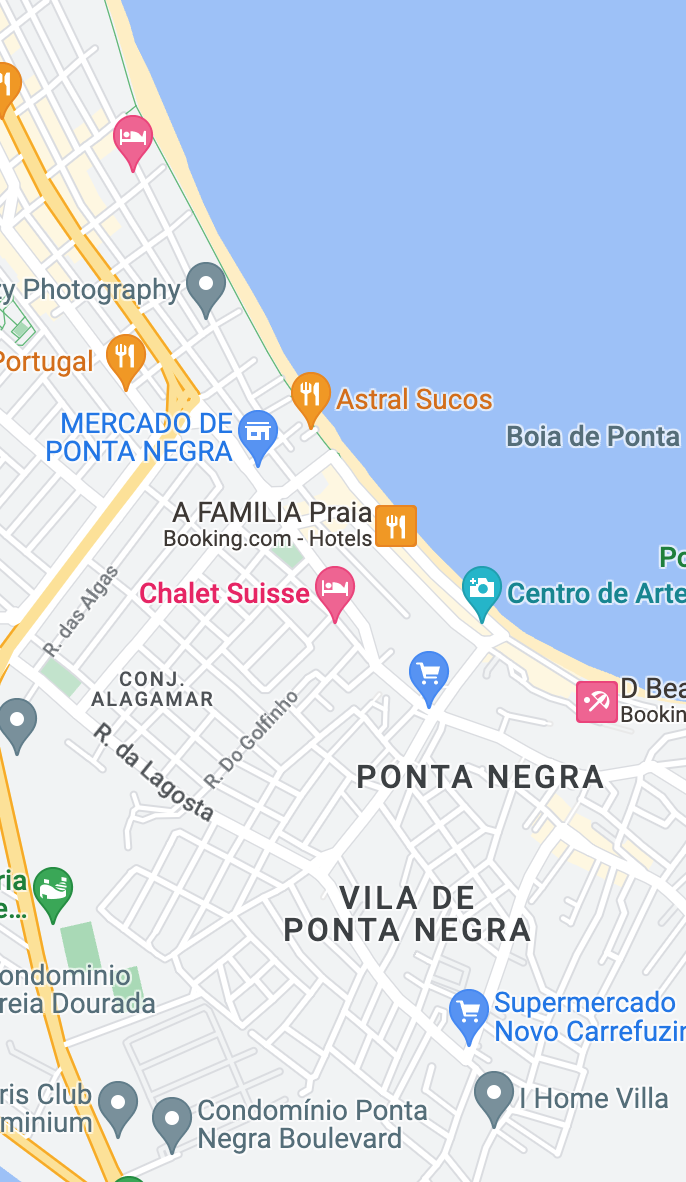 y Photography
Portugal
Astral Sucos
MERCADO DE
PONTA NEGRA
Boia de Ponta
A FAMILIA Praia
Booking.com - Hotels
Po
Chalet Suisse
Centro de Arte
R. das Algas
CONJ.
ALAGAMAR
D Bea
Bookin
R. Do Golfinho
R. da Lagosta
PONTA NEGRA
ria
e...
VILA DE
PONTA NEGRA
ondominio
reia Dourada
Supermercado
Novo Carrefuzin
ris Club
minium
Condomínio Ponta
Negra Boulevard
I Home Villa